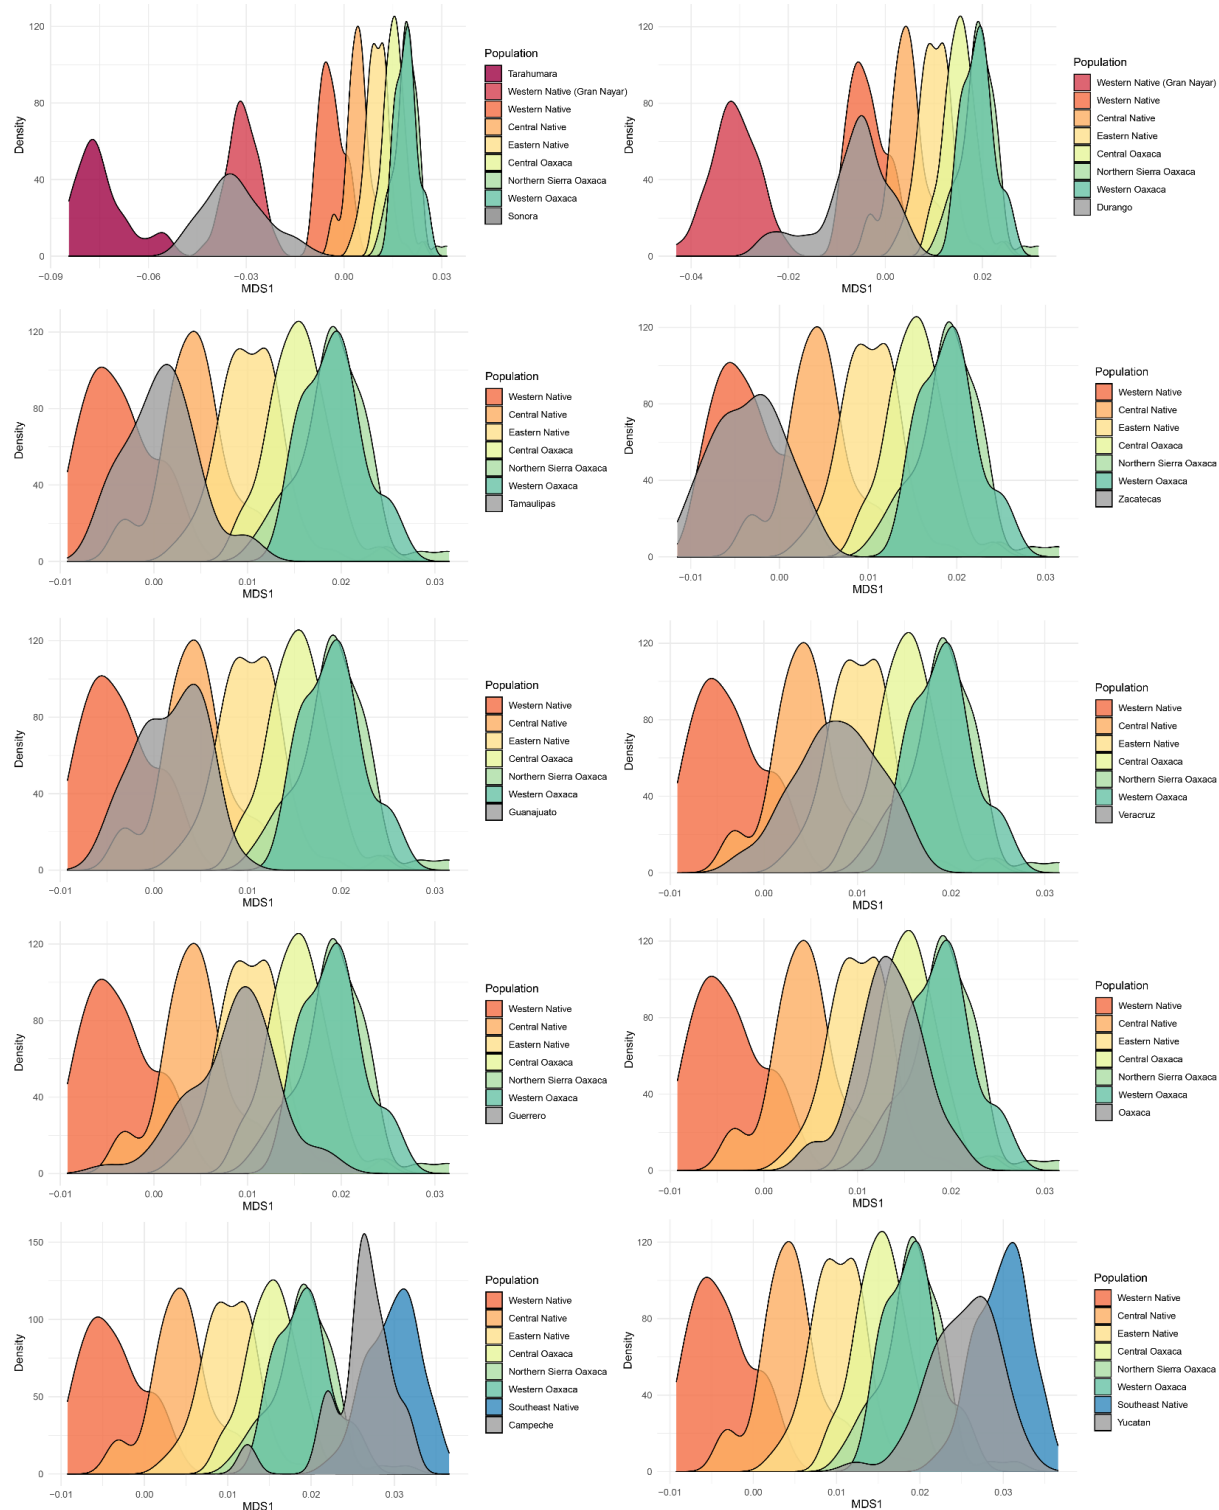 Density
120
80
40
0
−0.09
−0.06
−0.03
0.00
0.03
MDS1
Population
Tarahumara
Western Native (Gran Nayar)
Western Native
Central Native
Eastern Native
Central Oaxaca
Northern Sierra Oaxaca
Western Oaxaca
Sonora
Density
120
80
40
0
−0.04
−0.02
0.00
0.02
MDS1
Population
Western Native (Gran Nayar)
Western Native
Central Native
Eastern Native
Central Oaxaca
Northern Sierra Oaxaca
Western Oaxaca
Durango
Density
120
80
40
0
−0.01
0.00
0.01
0.02
0.03
MDS1
Population
Western Native
Central Native
Eastern Native
Central Oaxaca
Northern Sierra Oaxaca
Western Oaxaca
Tamaulipas
Density
120
80
40
0
−0.01
0.00
0.01
0.02
0.03
MDS1
Population
Western Native
Central Native
Eastern Native
Central Oaxaca
Northern Sierra Oaxaca
Western Oaxaca
Zacatecas
Density
120
80
40
0
−0.01
0.00
0.01
0.02
0.03
MDS1
Population
Western Native
Central Native
Eastern Native
Central Oaxaca
Northern Sierra Oaxaca
Western Oaxaca
Guanajuato
Density
120
80
40
0
−0.01
0.00
0.01
0.02
0.03
MDS1
Population
Western Native
Central Native
Eastern Native
Central Oaxaca
Northern Sierra Oaxaca
Western Oaxaca
Veracruz
Density
120
80
40
0
−0.01
0.00
0.01
0.02
0.03
MDS1
Population
Western Native
Central Native
Eastern Native
Central Oaxaca
Northern Sierra Oaxaca
Western Oaxaca
Guerrero
Density
120
80
40
0
−0.01
0.00
0.01
0.02
0.03
MDS1
Population
Western Native
Central Native
Eastern Native
Central Oaxaca
Northern Sierra Oaxaca
Western Oaxaca
Oaxaca
Density
150
100
50
0
−0.01
0.00
0.01
0.02
0.03
MDS1
Population
Western Native
Central Native
Eastern Native
Central Oaxaca
Northern Sierra Oaxaca
Western Oaxaca
Southeast Native
Campeche
Density
120
80
40
0
−0.01
0.00
0.01
0.02
0.03
MDS1
Population
Western Native
Central Native
Eastern Native
Central Oaxaca
Northern Sierra Oaxaca
Western Oaxaca
Southeast Native
Yucatan